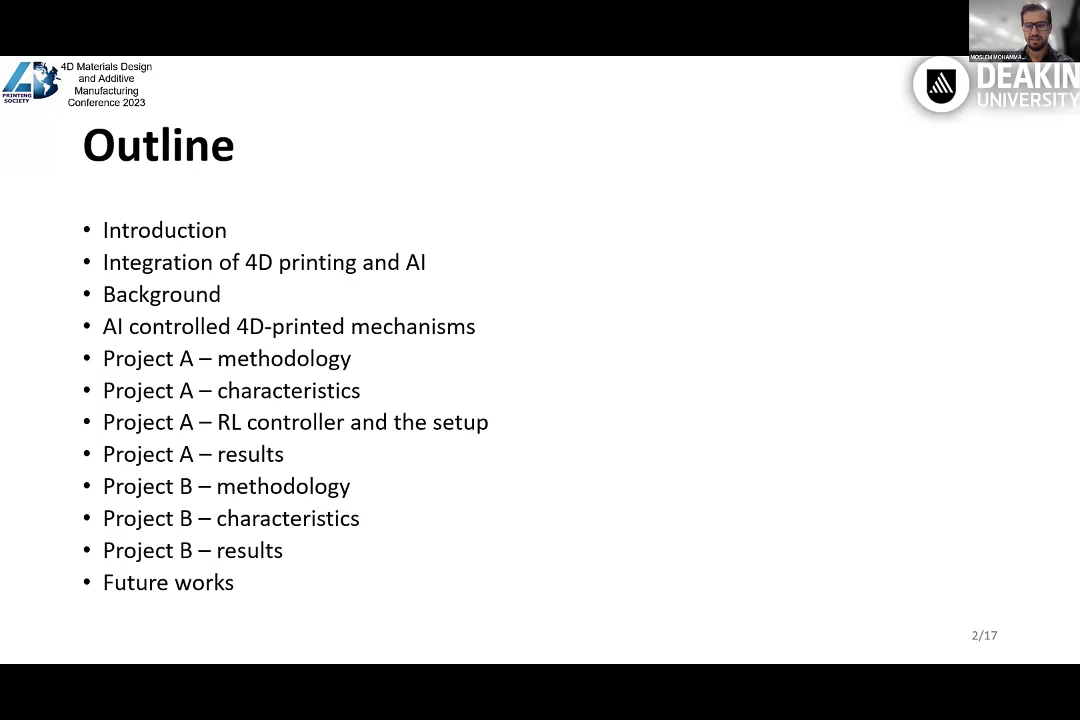 MOSLEM MOHAMMA...
4D Materials Design
and Additive
Manufacturing
Conference 2023
PRINTING
SOCIETY
DEAKIN
UNIVERSITY
Outline
• Introduction
• Integration of 4D printing and AI
• Background
• AI controlled 4D-printed mechanisms
• Project A – methodology
• Project A – characteristics
• Project A – RL controller and the setup
• Project A – results
• Project B – methodology
• Project B – characteristics
• Project B – results
• Future works
2/17